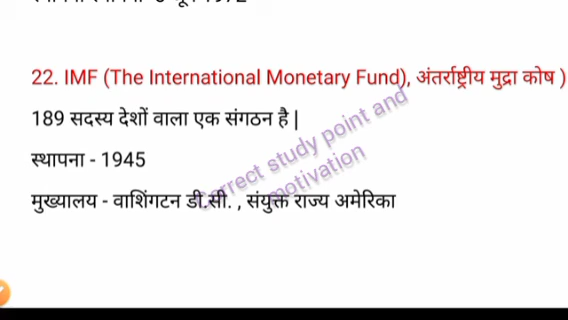 22. IMF (The International Monetary Fund), अंतर्राष्ट्रीय मुद्रा कोष )
189 सदस्य देशों वाला एक संगठन है |
स्थापना - 1945
मुख्यालय - वाशिंगटन डी.सी. , संयुक्त राज्य अमेरिका
Correct study point and
motivation